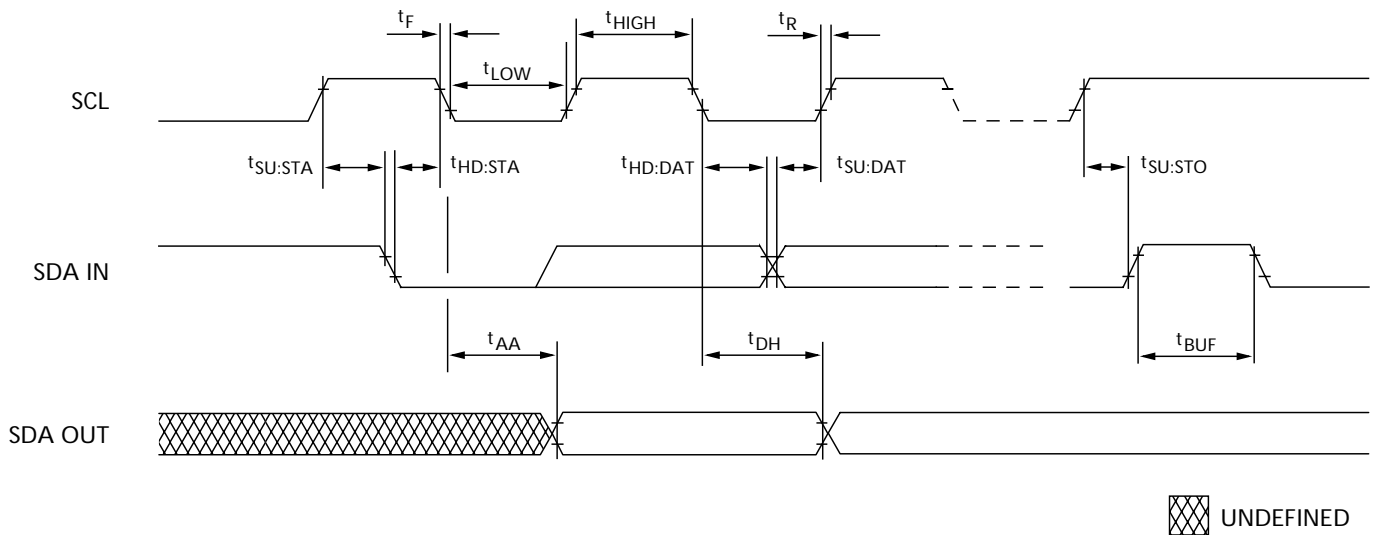 tF
tHIGH
tR
tLOW
SCL
tSU:STA
tHD:STA
tHD:DAT
tSU:DAT
tSU:STO
SDA IN
tAA
tDH
tBUF
SDA OUT
UNDEFINED